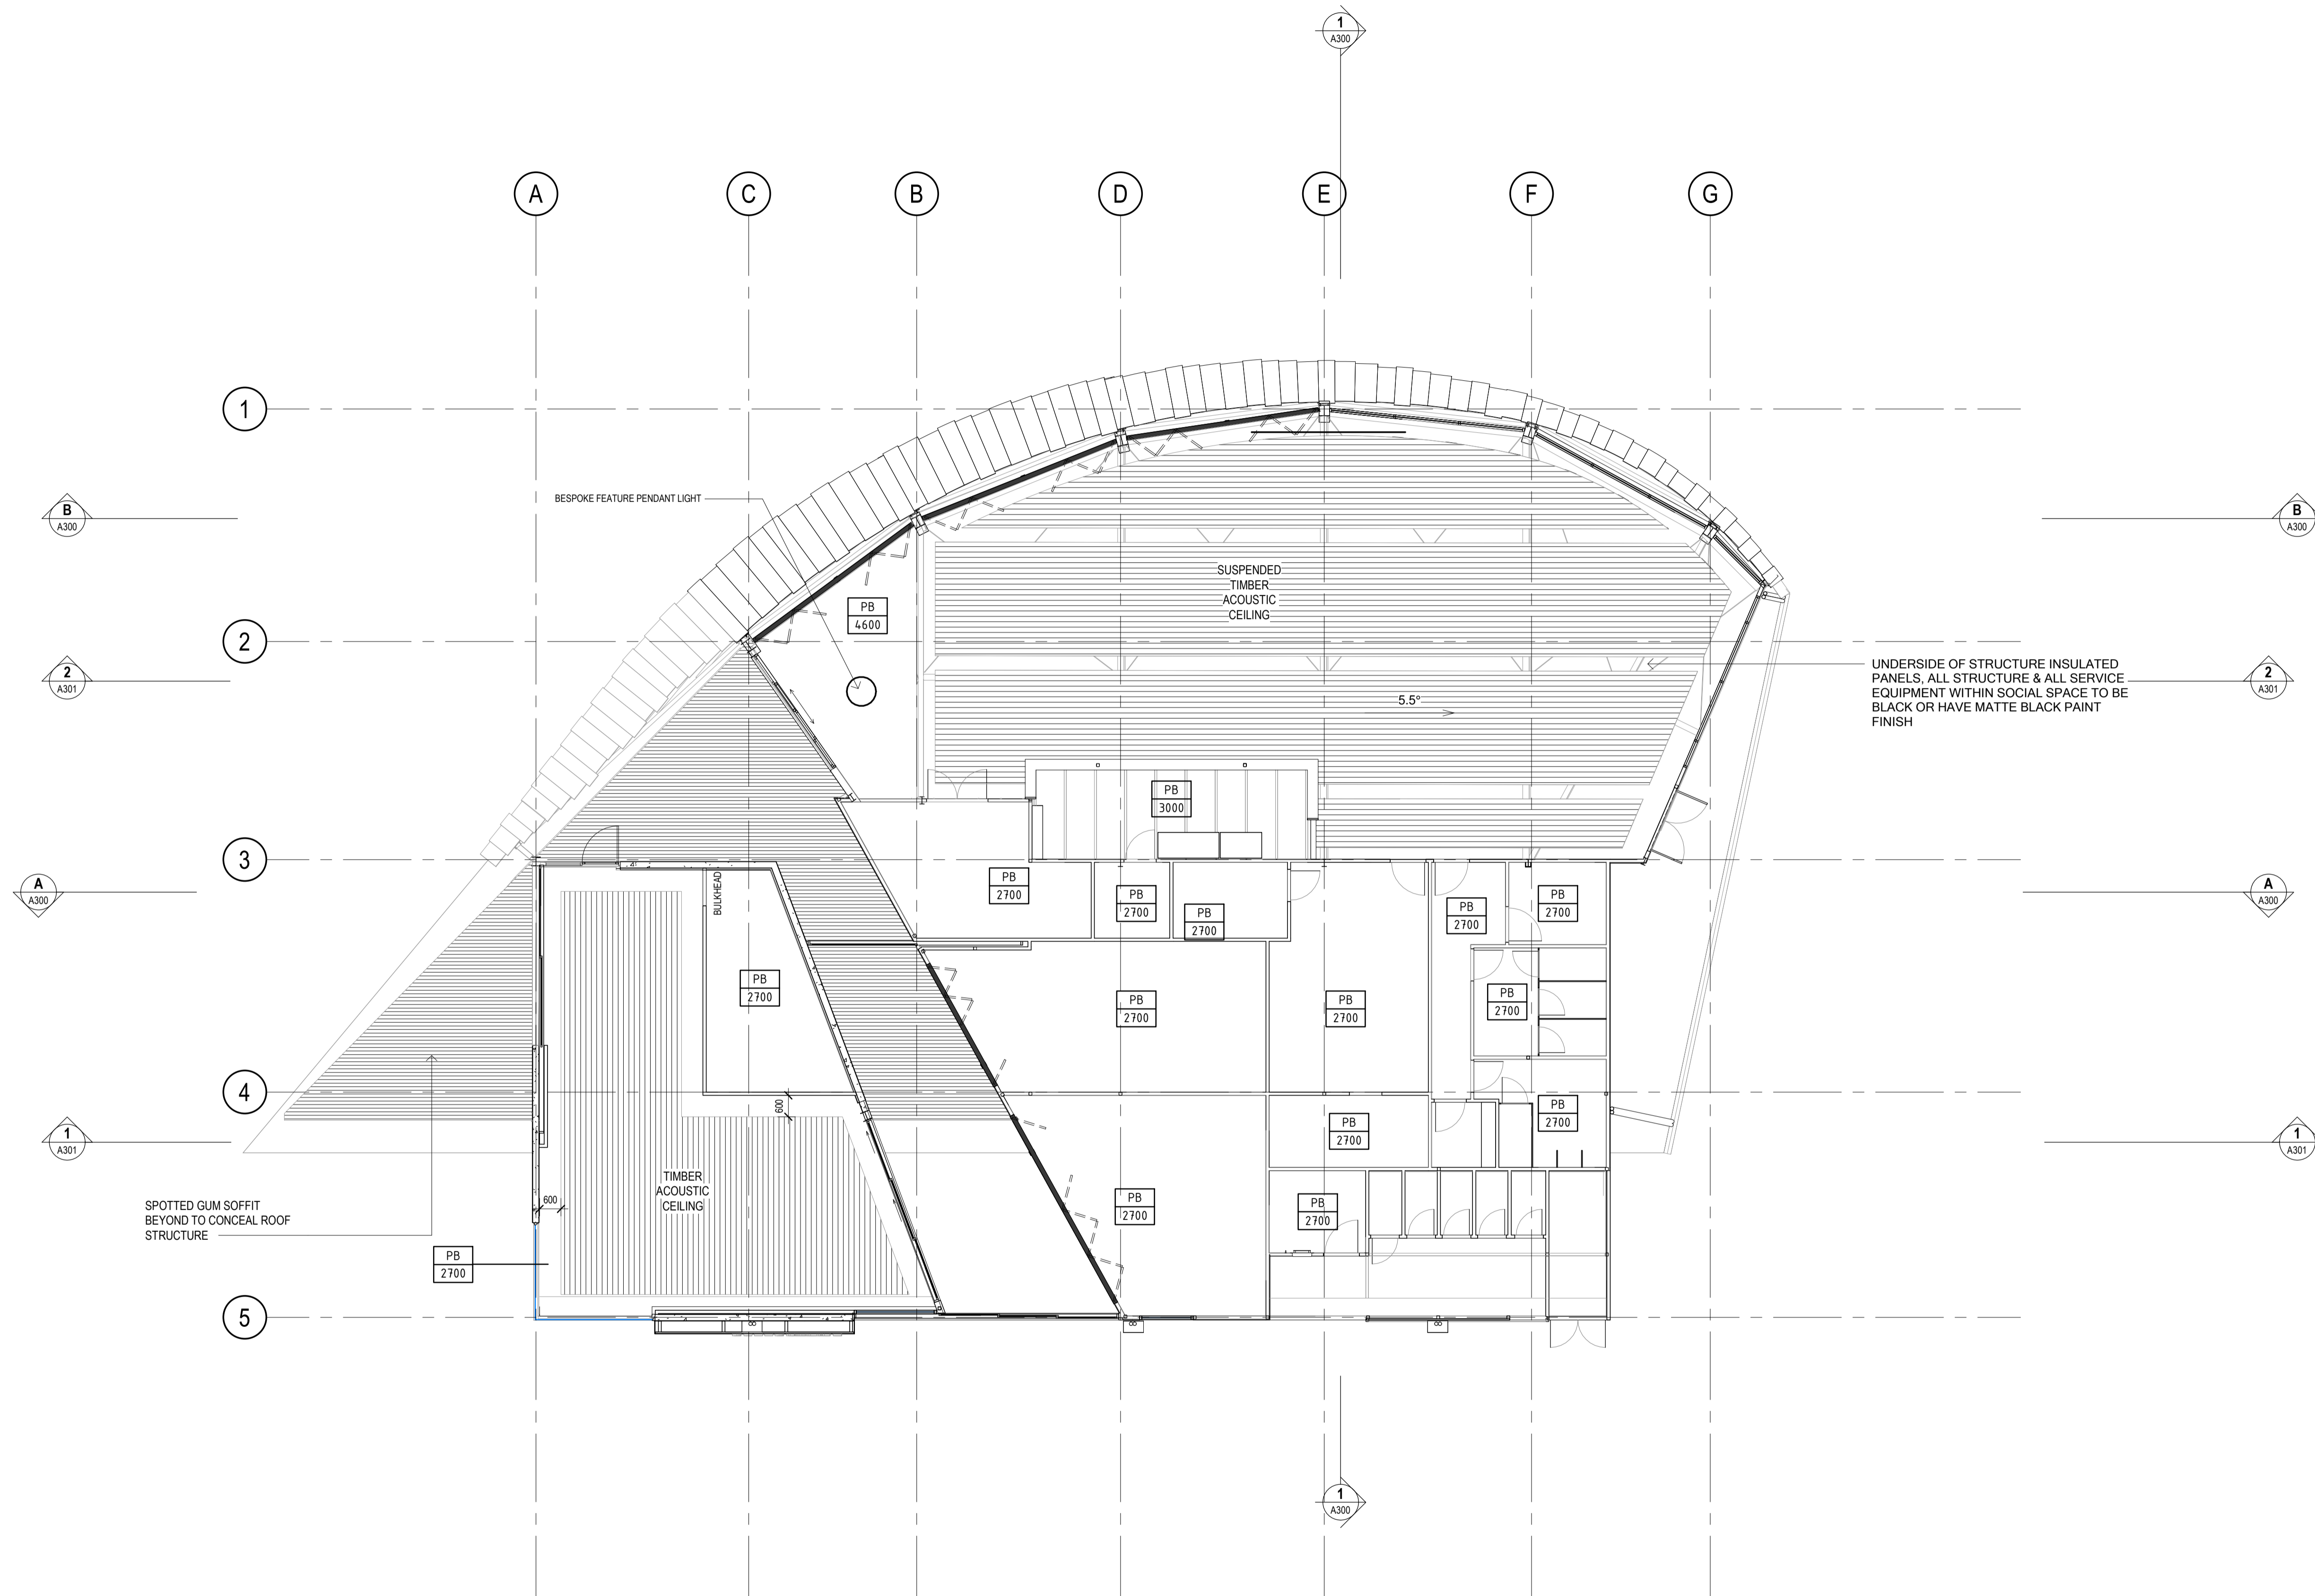 1
A300
A
C
B
D
E
F
G
1
B
A300
BESPOKE FEATURE PENDANT LIGHT
B
A300
SUSPENDED
TIMBER
ACOUSTIC
CEILING
PB
4600
2
2
A301
UNDERSIDE OF STRUCTURE INSULATED
PANELS, ALL STRUCTURE & ALL SERVICE
EQUIPMENT WITHIN SOCIAL SPACE TO BE
BLACK OR HAVE MATTE BLACK PAINT
FINISH
2
A301
5.5°
PB
3000
3
A
A300
BULKHEAD
PB
2700
PB
2700
PB
2700
PB
2700
PB
2700
A
A300
PB
2700
PB
2700
PB
2700
PB
2700
4
600
PB
2700
PB
2700
1
A301
1
A301
TIMBER
ACOUSTIC
CEILING
600
PB
2700
PB
2700
SPOTTED GUM SOFFIT
BEYOND TO CONCEAL ROOF
STRUCTURE
PB
2700
5
1
A300